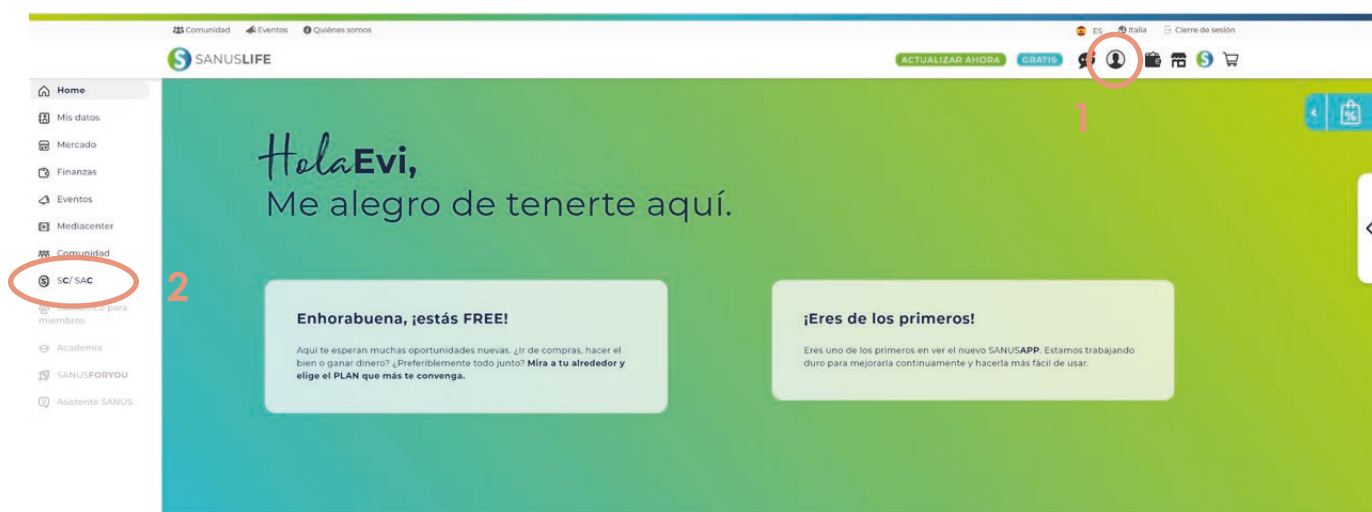 Comunidad Eventos Quiénes somos
ES Italia Cierre de sesión
SANUSLIFE
ACTUALIZAR AHORA GRATIS
1
Home
Mis datos
Mercado
Finanzas
Eventos
Mediacenter
Comunidad
SC/ SAC
2
para
miembros
Academia
SANUSFORYOU
Asistente SANUS
HolaEvi,
Me alegro de tenerte aquí.
Enhorabuena, ¡estás FREE!
Aquí te esperan muchas oportunidades nuevas. ¿Ir de compras, hacer el
bien o ganar dinero? ¿Preferiblemente todo junto? Mira a tu alrededor y
elige el PLAN que más te convenga.
¡Eres de los primeros!
Eres uno de los primeros en ver el nuevo SANUSAPP. Estamos trabajando
duro para mejorarla continuamente y hacerla más fácil de usar.